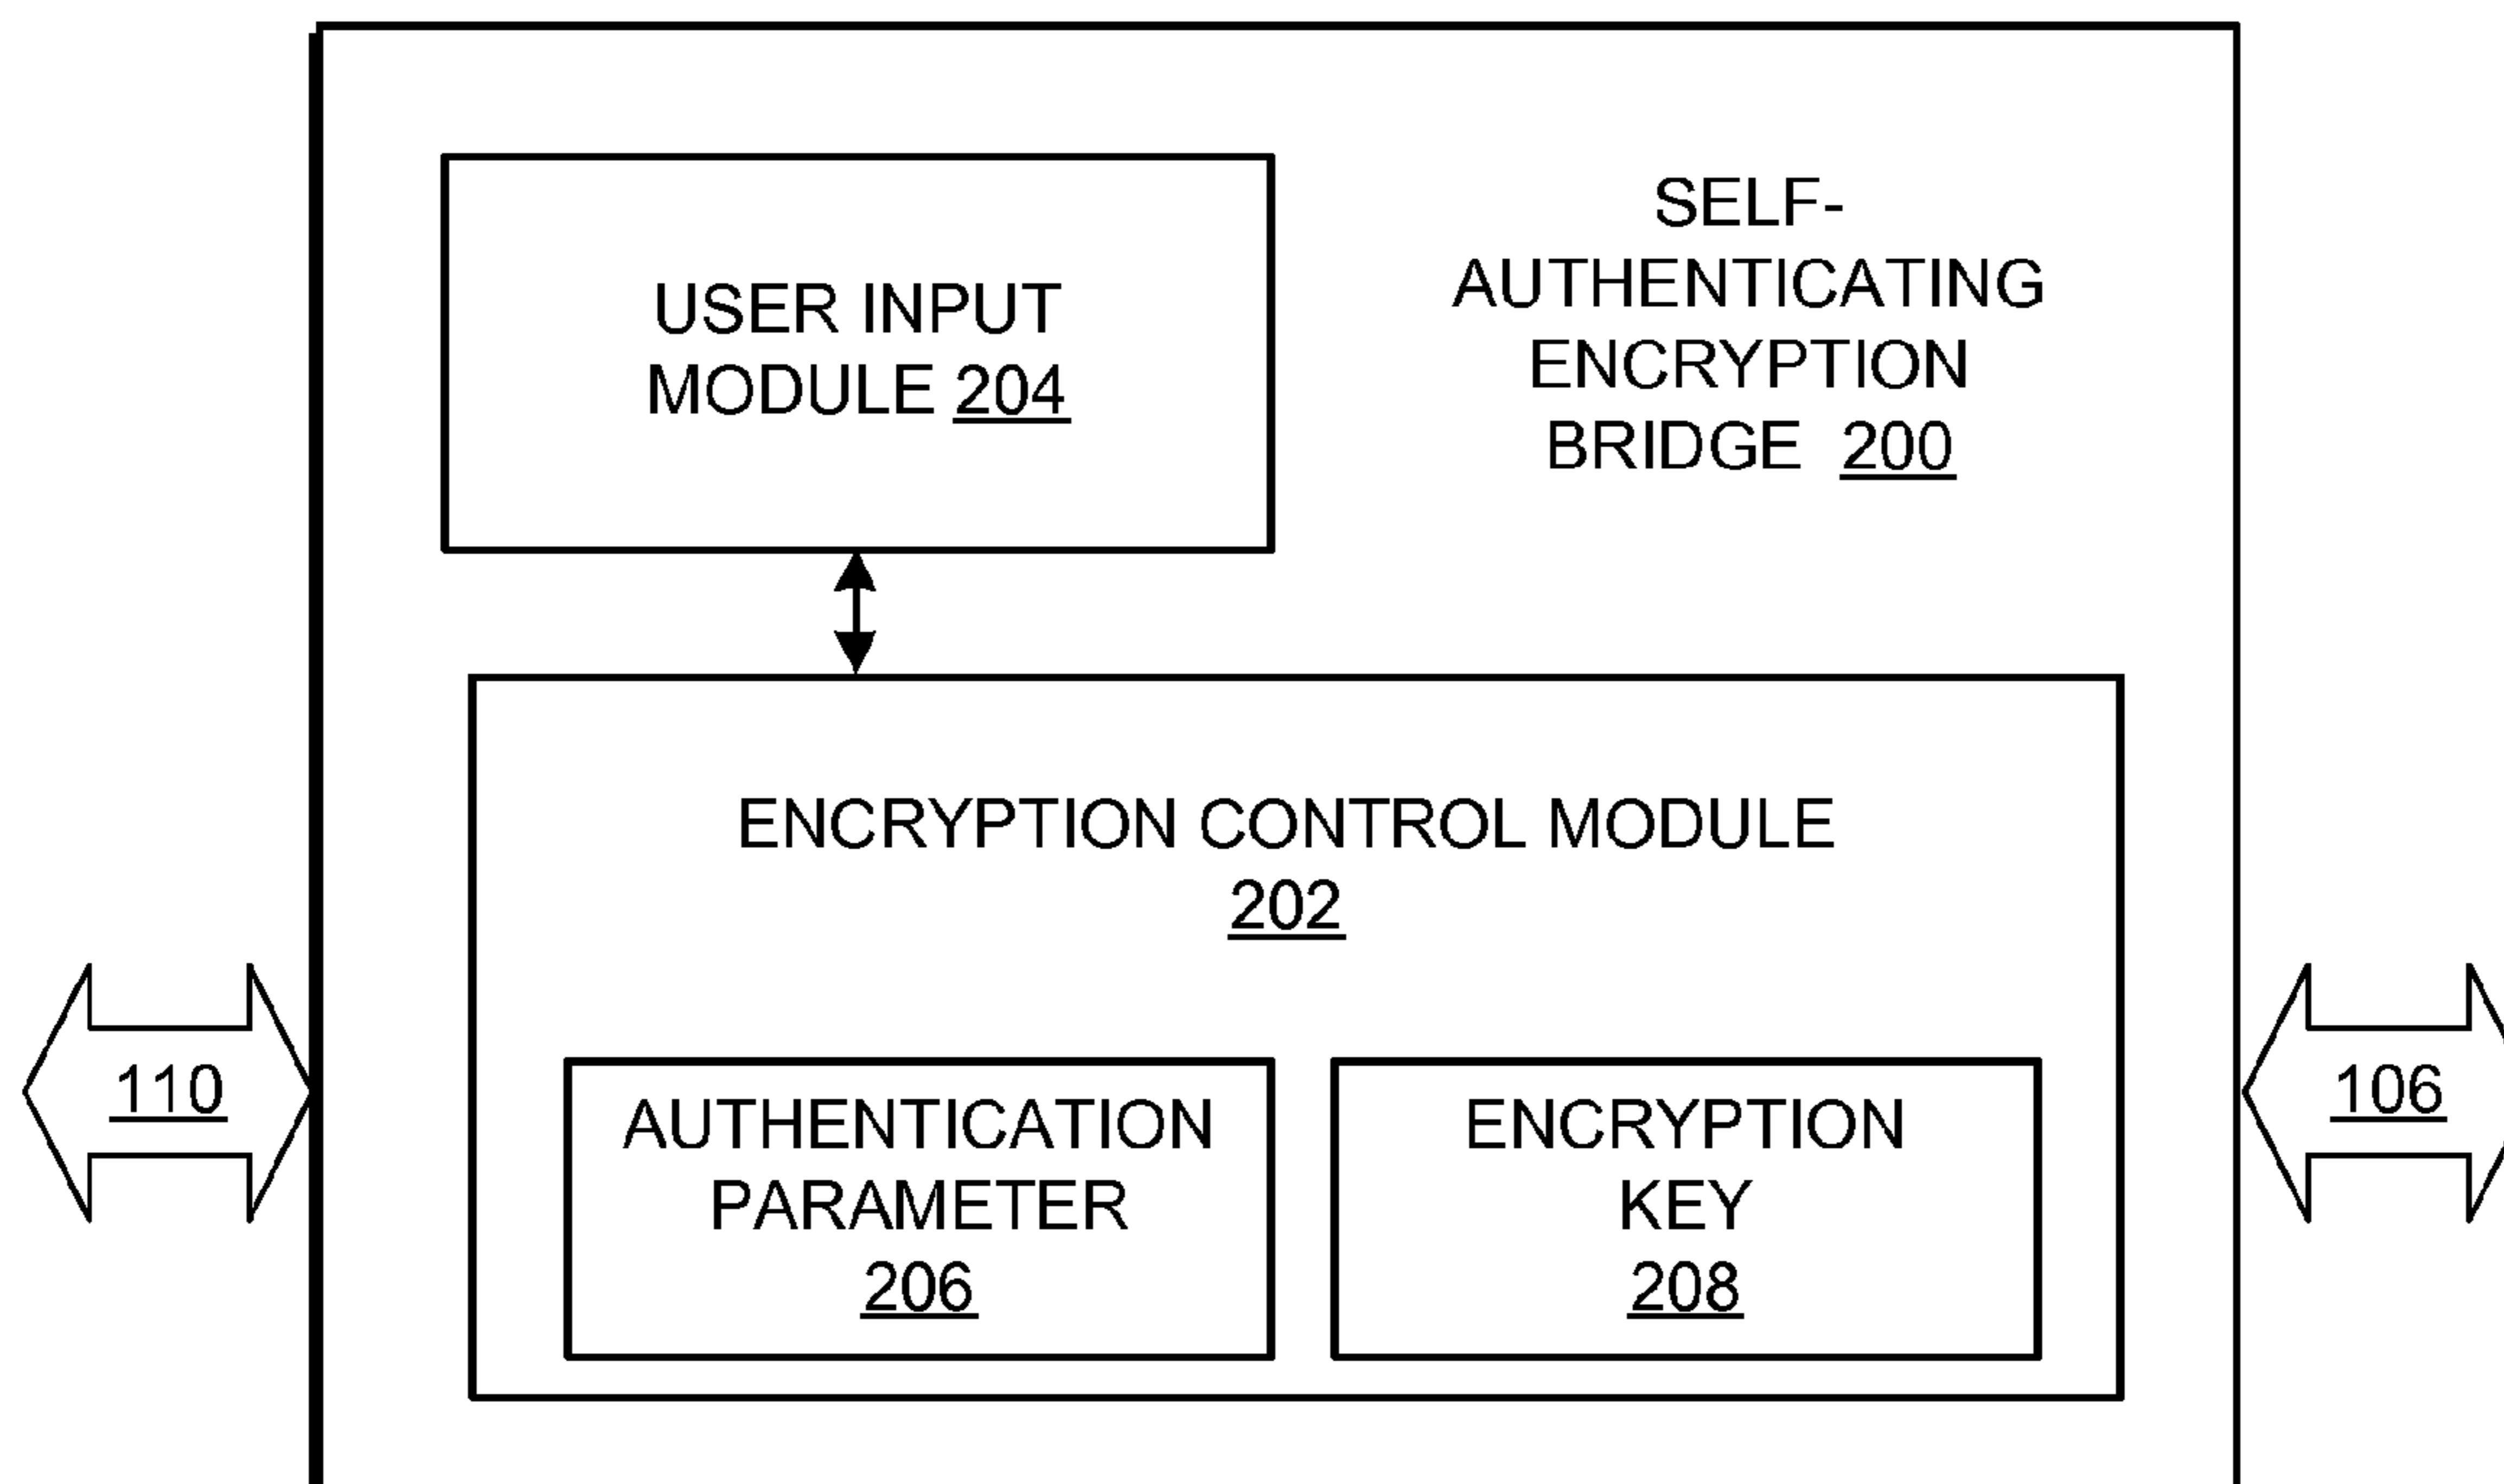 USER INPUT
MODULE 204
SELF-
AUTHENTICATING
ENCRYPTION
BRIDGE 200
ENCRYPTION CONTROL MODULE
202
110
AUTHENTICATION
PARAMETER
206
ENCRYPTION
KEY
208
106